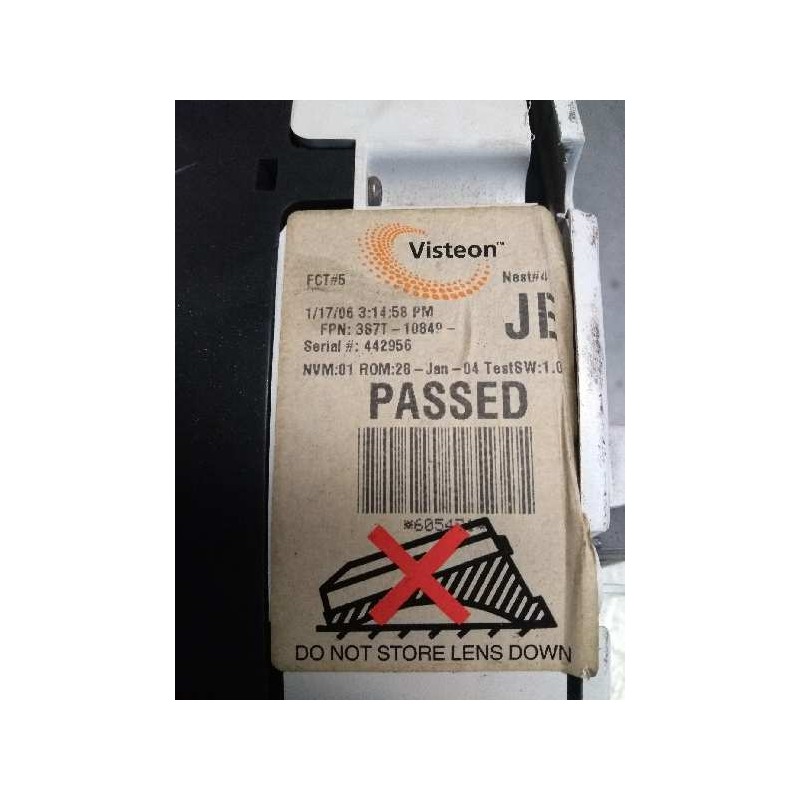 Visteon™
FCT#5 Nest#4
1/17/06 3:14:58 PM
FPN: 3S7T-10849-
JE
Serial #: 442956
NVM:01 ROM:28-Jan-04 TestSW:1.0
PASSED
DO NOT STORE LENS DOWN